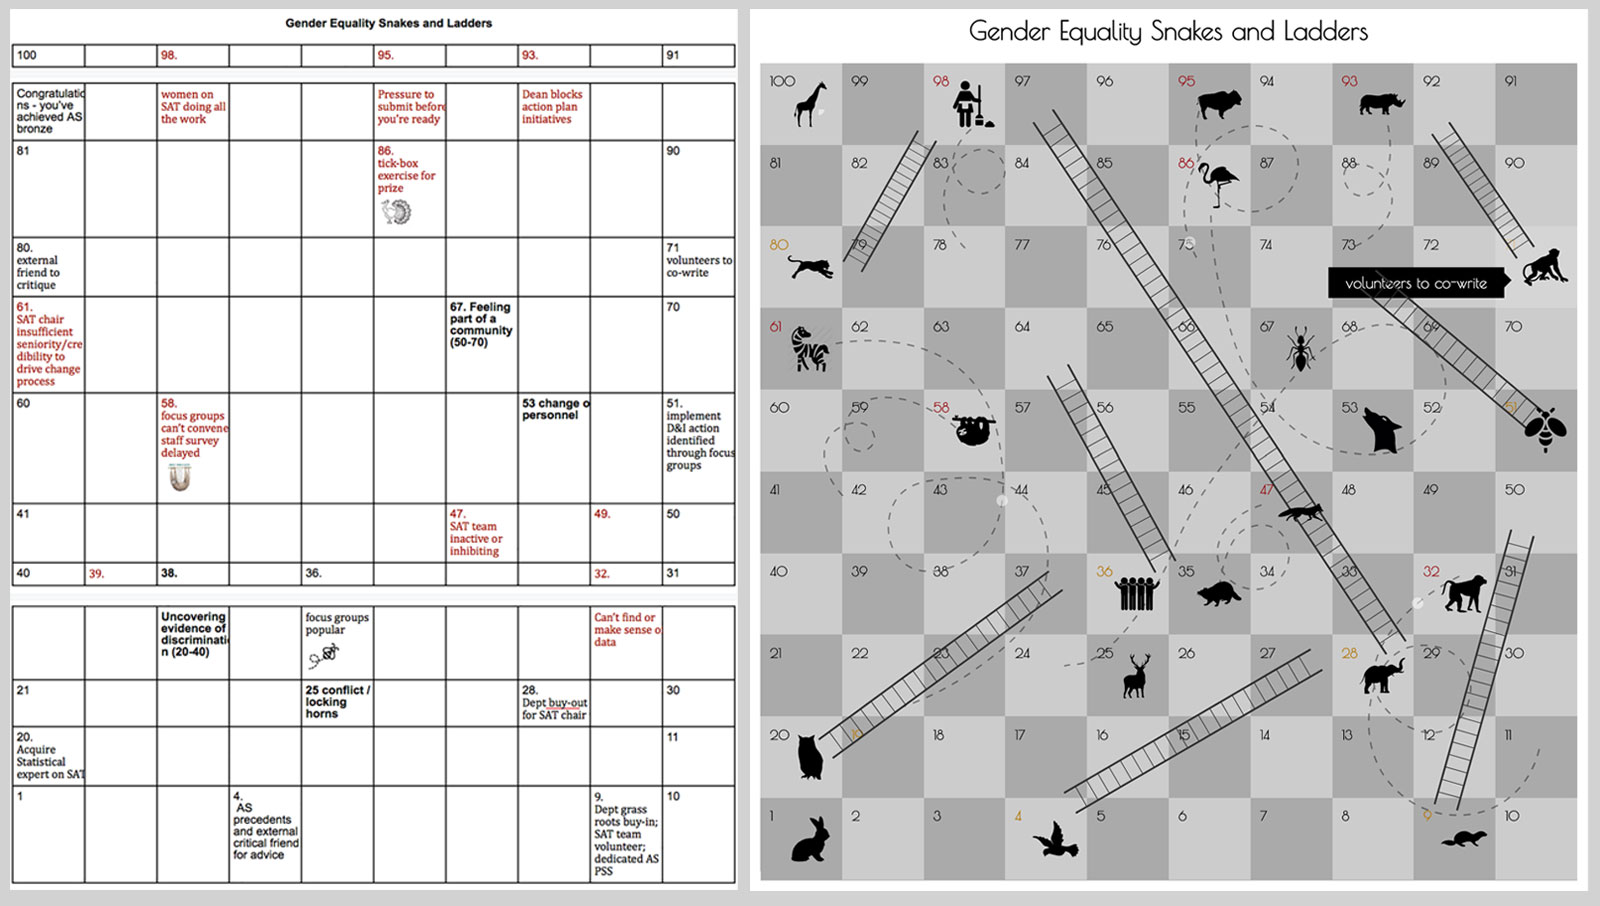 Gender Equality Snakes and Ladders
100 98. 95. 93. 91
Congratulatio
ns - you've
achieved AS
bronze
women on
SAT doing all
the work
Pressure to
submit before
you're ready
Dean blocks
action plan
initiatives
81
86.
tick-box
exercise for
prize
90
80.
external
friend to
critique
71
volunteers to
co-write
61.
SAT chair
insufficient
seniority/cre
dibility to
drive change
process
67. Feeling
part of a
community
(50-70)
70
60
58.
focus groups
can't convene
staff survey
delayed
53 change o
personnel
51.
implement
D&I action
identified
through focus
groups
41
47.
SAT team
inactive or
inhibiting
49.
50
40 39. 38. 36. 32. 31
Uncovering
evidence of
discriminati
n (20-40)
focus groups
popular
Can't find or
make sense o
data
21
25 conflict /
locking
horns
28.
Dept buy-out
for SAT chair
30
20.
Acquire
Statistical
expert on SAT
11
1
4.
AS
precedents
and external
critical friend
for advice
9.
Dept grass
roots buy-in;
SAT team
volunteer;
dedicated AS
PSS
10
Gender Equality Snakes and Ladders
100 99 98 97 96 95 94 93 92 91
81 82 83 84 85 86 87 88 89 90
80 79 78 77 76 75 74 73 72
volunteers to co-write
61 62 63 64 65 66 67 68 69 70
60 59 58 57 56 55 54 53 52 51
41 42 43 44 45 46 47 48 49 50
40 39 38 37 36 35 34 33 32 31
21 22 23 24 25 26 27 28 29 30
20 19 18 17 16 15 14 13 12 11
1 2 3 4 5 6 7 8 9 10